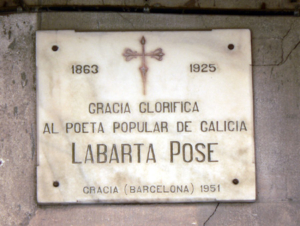 1863 1925
GRACIA GLORIFICA
AL POETA POPULAR DE GALICIA
LABARTA POSE
GRACIA (BARCELONA) 1951